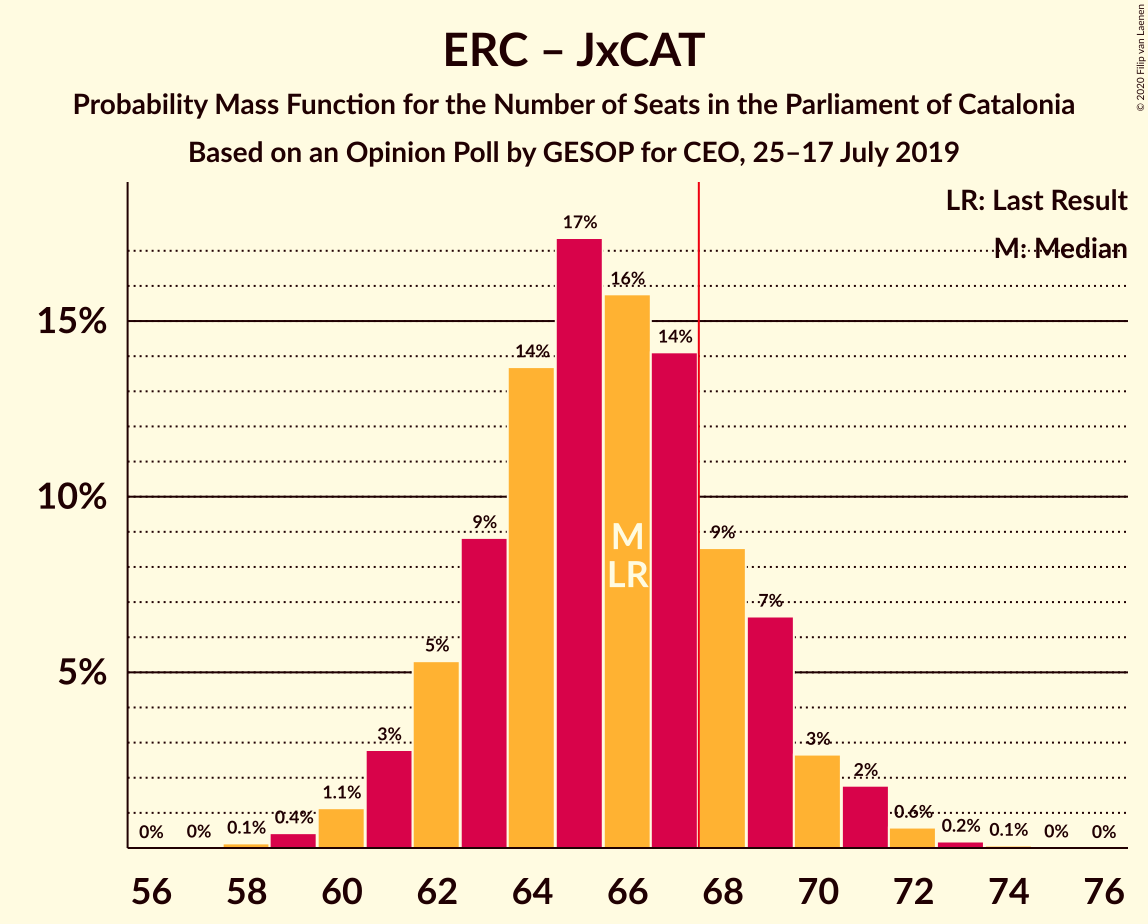 ERC – JxCAT
Probability Mass Function for the Number of Seats in the Parliament of Catalonia
Based on an Opinion Poll by GESOP for CEO, 25–17 July 2019
© 2020 Filip van Laenen
LR: Last Result
M: Median
15%
10%
5%
0%
0%
0.1%
0.4%
1.1%
3%
5%
9%
14%
17%
16%
14%
9%
7%
3%
2%
0.6%
0.2%
0.1%
0%
0%
M
LR
56 58 60 62 64 66 68 70 72 74 76